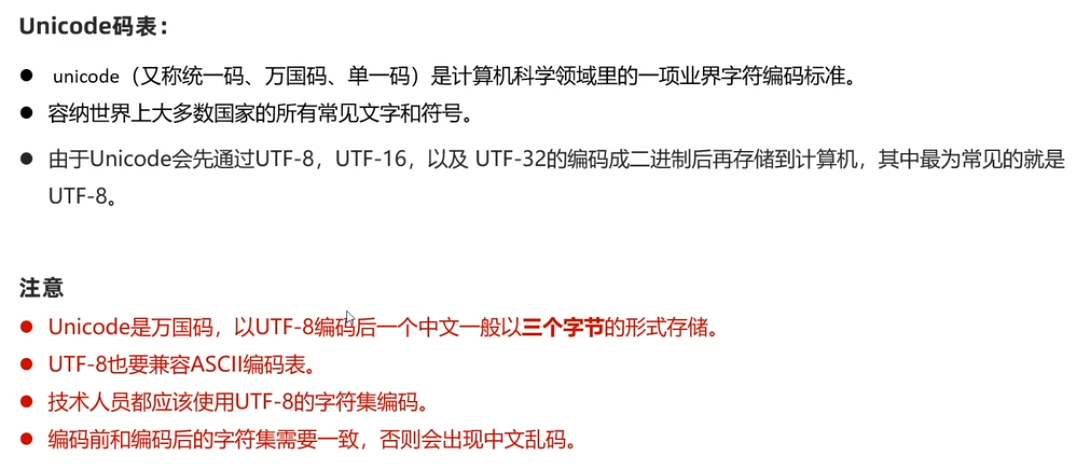 Unicode码表：
● unicode（又称统一码、万国码、单一码）是计算机科学领域里的一项业界字符编码标准。
● 容纳世界上大多数国家的所有常见文字和符号。
● 由于Unicode会先通过UTF-8，UTF-16，以及 UTF-32的编码成二进制后再存储到计算机，其中最为常见的就是
UTF-8。
注意
● Unicode是万国码，以UTF-8编码后一个中文一般以三个字节的形式存储。
● UTF-8也要兼容ASCII编码表。
● 技术人员都应该使用UTF-8的字符集编码。
● 编码前和编码后的字符集需要一致，否则会出现中文乱码。